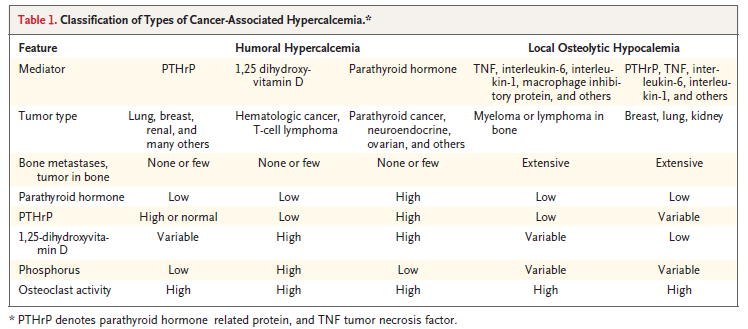 Table 1. Classification of Types of Cancer-Associated Hypercalcemia.*
Feature Humoral Hypercalcemia Local Osteolytic Hypocalemia
Mediator PTHrP 1,25 dihydroxy- Parathyroid hormone TNF, interleukin-6, interleu- PTHrP, TNF, inter-
vitamin D kin-1, macrophage inhibi- leukin-6, interleu-
tory protein, and others kin-1, and others
Tumor type Lung, breast, Hematologic cancer, Parathyroid cancer, Myeloma or lymphoma in Breast, lung, kidney
renal, and T-cell lymphoma neuroendocrine, bone
many others ovarian, and others
Bone metastases, None or few None or few None or few Extensive Extensive
tumor in bone
Parathyroid hormone Low Low High Low Low
PTHrP High or normal Low High Low Variable
1,25-dihydroxyvita- Variable High High Variable Low
min D
Phosphorus Low High Low Variable Variable
Osteoclast activity High High High High High
* PTHrP denotes parathyroid hormone related protein, and TNF tumor necrosis factor.